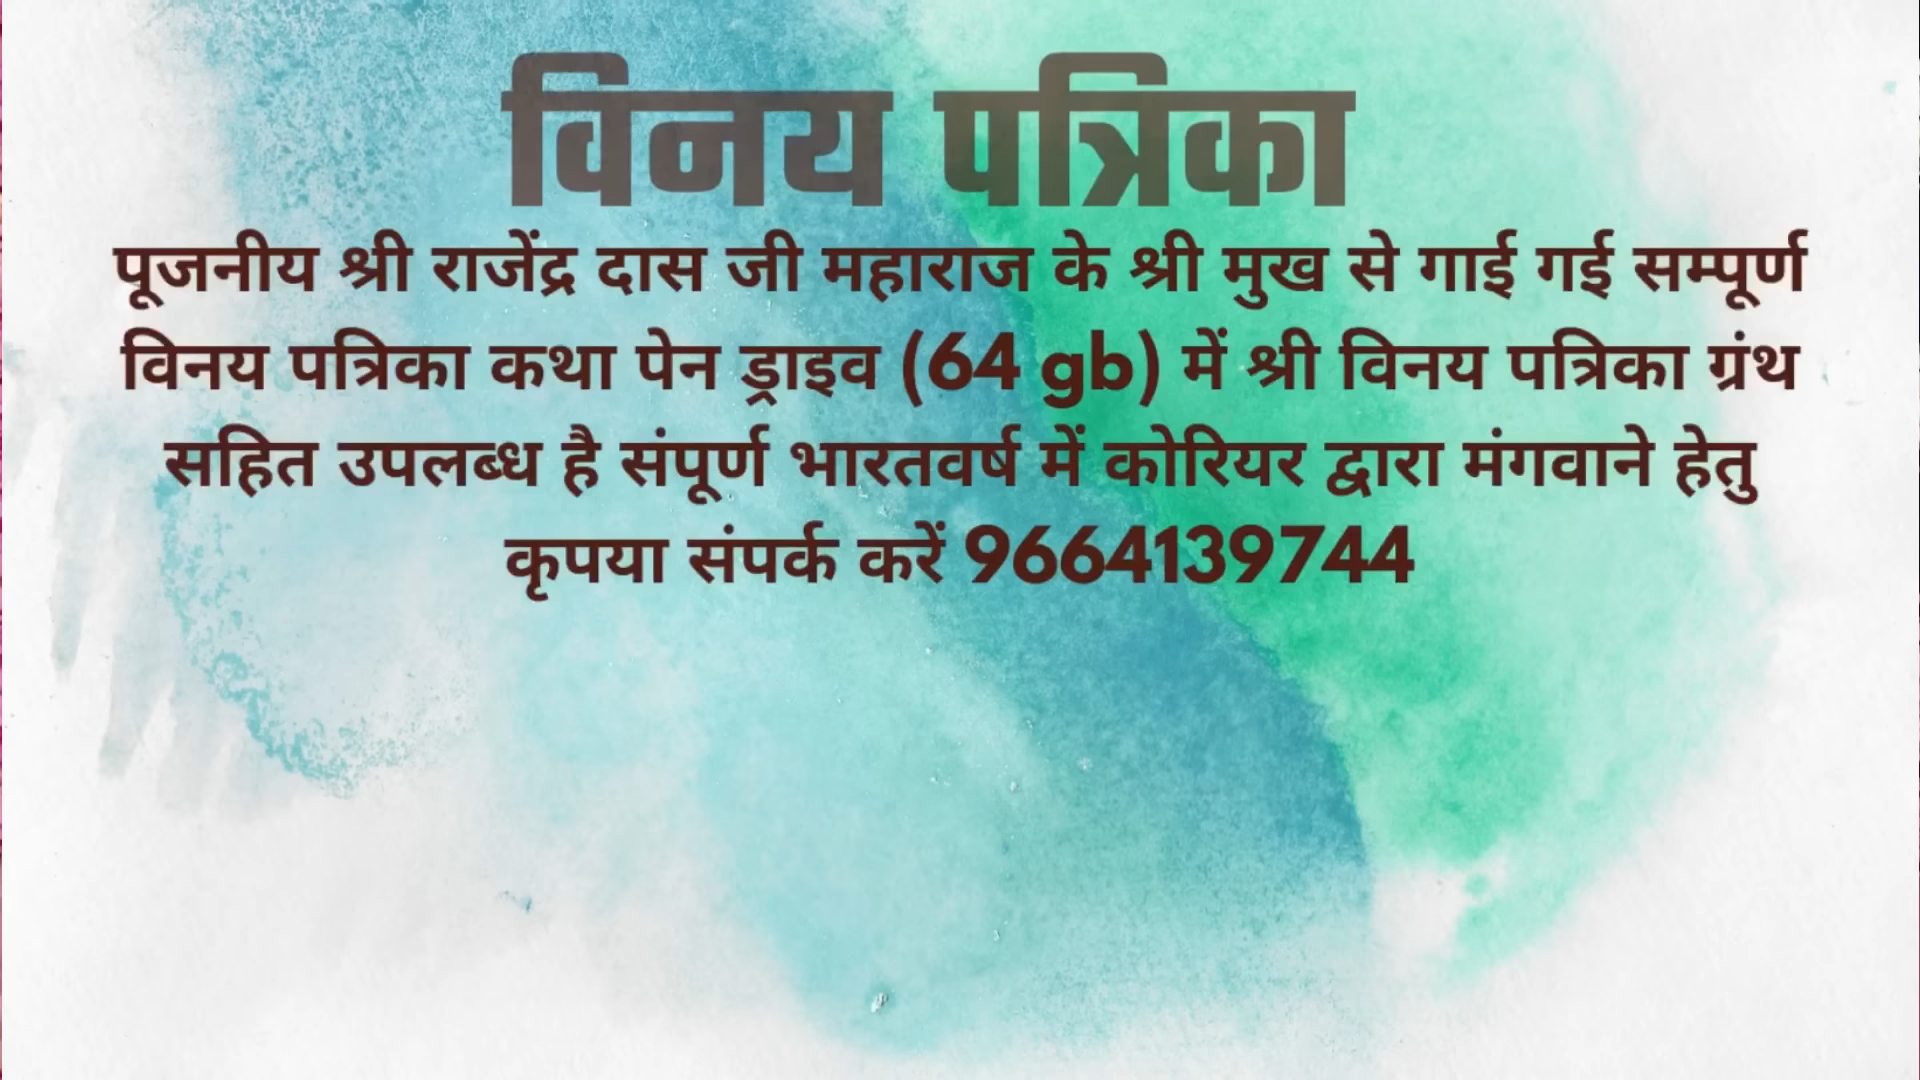 विनय पत्रिका
पूजनीय श्री राजेंद्र दास जी महाराज के श्री मुख से गाई गई सम्पूर्ण
विनय पत्रिका कथा पेन ड्राइव (64 gb) में श्री विनय पत्रिका ग्रंथ
सहित उपलब्ध है संपूर्ण भारतवर्ष में कोरियर द्वारा मंगवाने हेतु
कृपया संपर्क करें 9664139744